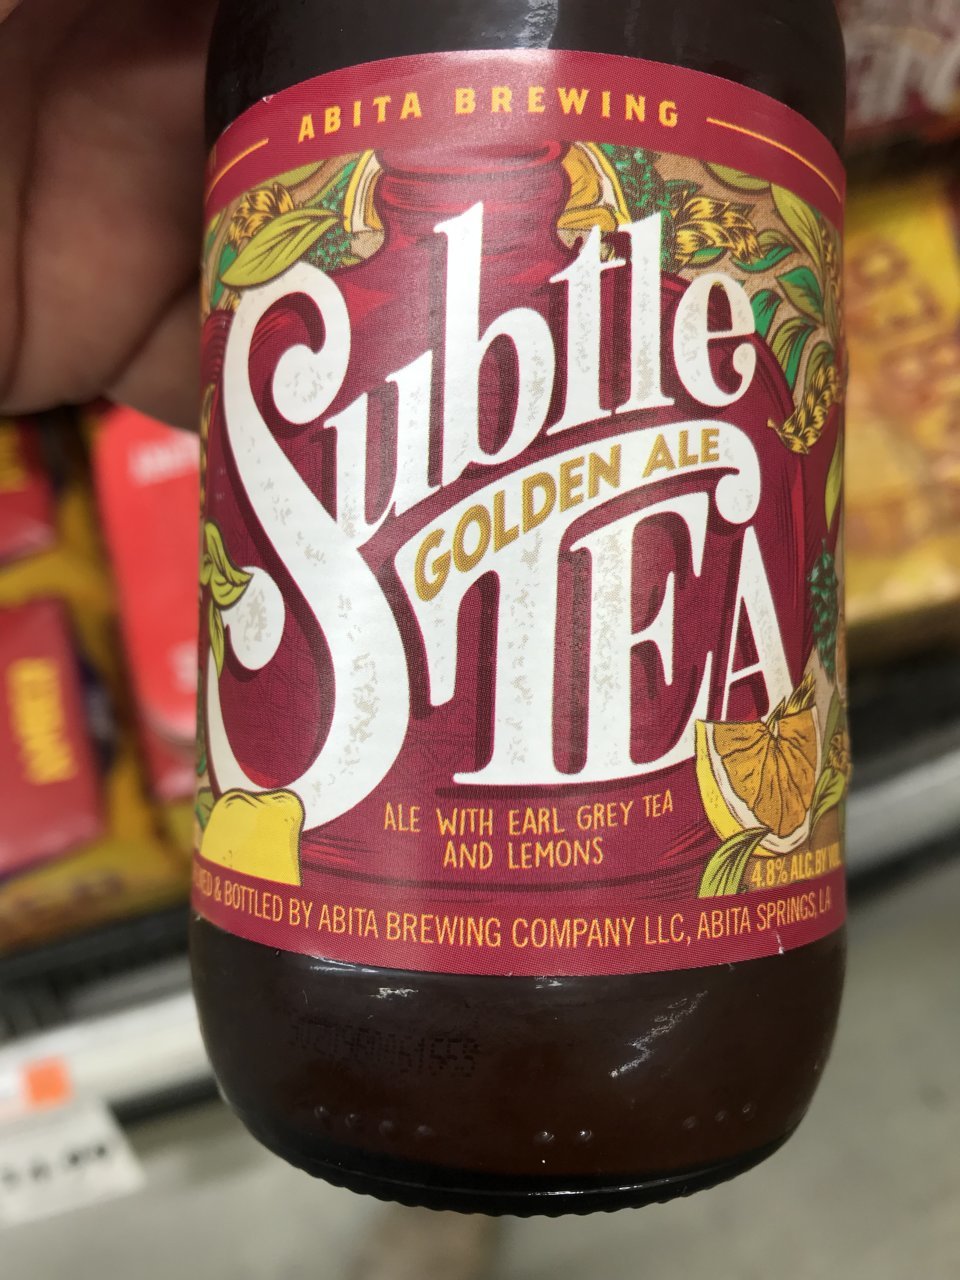 ABITA BREWING
Subtle
GOLDEN ALE
TEA
ALE WITH EARL GREY TEA
AND LEMONS
4.8% ALC. BY VOL.
& BOTTLED BY ABITA BREWING COMPANY LLC, ABITA SPRINGS, LA
AMBER